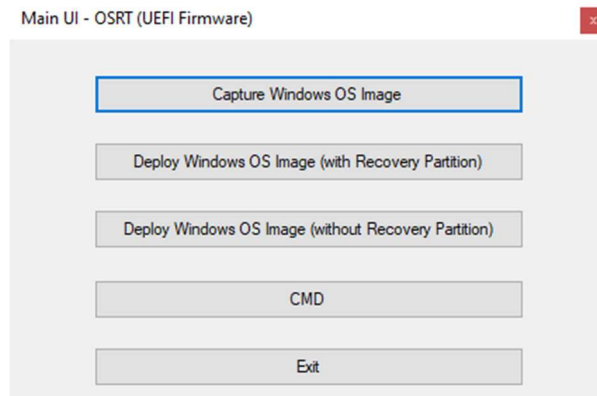 Main UI - OSRT (UEFI Firmware)
x
Capture Windows OS Image
Deploy Windows OS Image (with Recovery Partition)
Deploy Windows OS Image (without Recovery Partition)
CMD
Exit